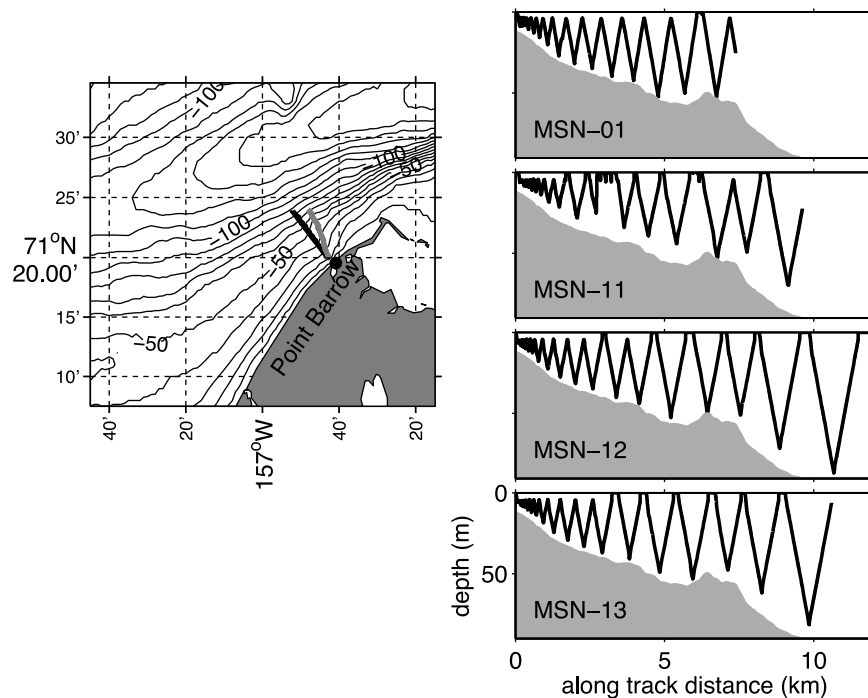 30'
25'
71°N
20.00'
15'
10'
40'
20'
157°W
40'
20'
−100
−100
−50
−100
−50
−50
Point Barrow
MSN−01
MSN−11
MSN−12
MSN−13
0
50
depth (m)
0
5
10
along track distance (km)